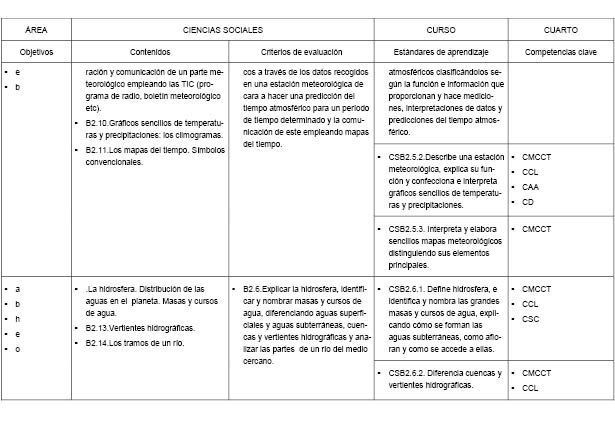 ÁREA
CIENCIAS SOCIALES
CURSO
CUARTO
Objetivos
Contenidos
Criterios de evaluación
Estándares de aprendizaje
Competencias clave
▪ e
▪ b
ración y comunicación de un parte me-
teorológico empleando las TIC (pro-
grama de radio, boletín meteorológico
etc).
▪ B2.10.Gráficos sencillos de temperatu-
ras y precipitaciones: los climogramas.
▪ B2.11.Los mapas del tiempo. Símbolos
convencionales.
cos a través de los datos recogidos
en una estación meteorológica de
cara a hacer una predicción del
tiempo atmosférico para un período
de tiempo determinado y la comu-
nicación de este empleando mapas
del tiempo.
atmosféricos clasificándolos se-
gún la función e información que
proporcionan y hace medicio-
nes, interpretaciones de datos y
predicciones del tiempo atmos-
férico.
▪ CSB2.5.2.Describe una estación
meteorológica, explica su fun-
ción y confecciona e interpreta
gráficos sencillos de temperatu-
ras y precipitaciones.
▪ CMCCT
▪ CCL
▪ CAA
▪ CD
▪ CSB2.5.3. Interpreta y elabora
sencillos mapas meteorológicos
distinguiendo sus elementos
principales.
▪ CMCCT
▪ a
▪ b
▪ h
▪ e
▪ o
▪ .La hidrosfera. Distribución de las
aguas en el planeta. Masas y cursos
de agua.
▪ B2.13.Vertientes hidrográficas.
▪ B2.14.Los tramos de un río.
▪ B2.6.Explicar la hidrosfera, identifi-
car y nombrar masas y cursos de
agua, diferenciando aguas superfi-
ciales y aguas subterráneas, cuen-
cas y vertientes hidrográficas y ana-
lizar las partes de un río del medio
cercano.
▪ CSB2.6.1. Define hidrosfera, e
identifica y nombra las grandes
masas y cursos de agua, expli-
cando cómo se forman las
aguas subterráneas, como aflo-
ran y como se accede a ellas.
▪ CMCCT
▪ CCL
▪ CSC
▪ CSB2.6.2. Diferencia cuencas y
vertientes hidrográficas.
▪ CMCCT
▪ CCL